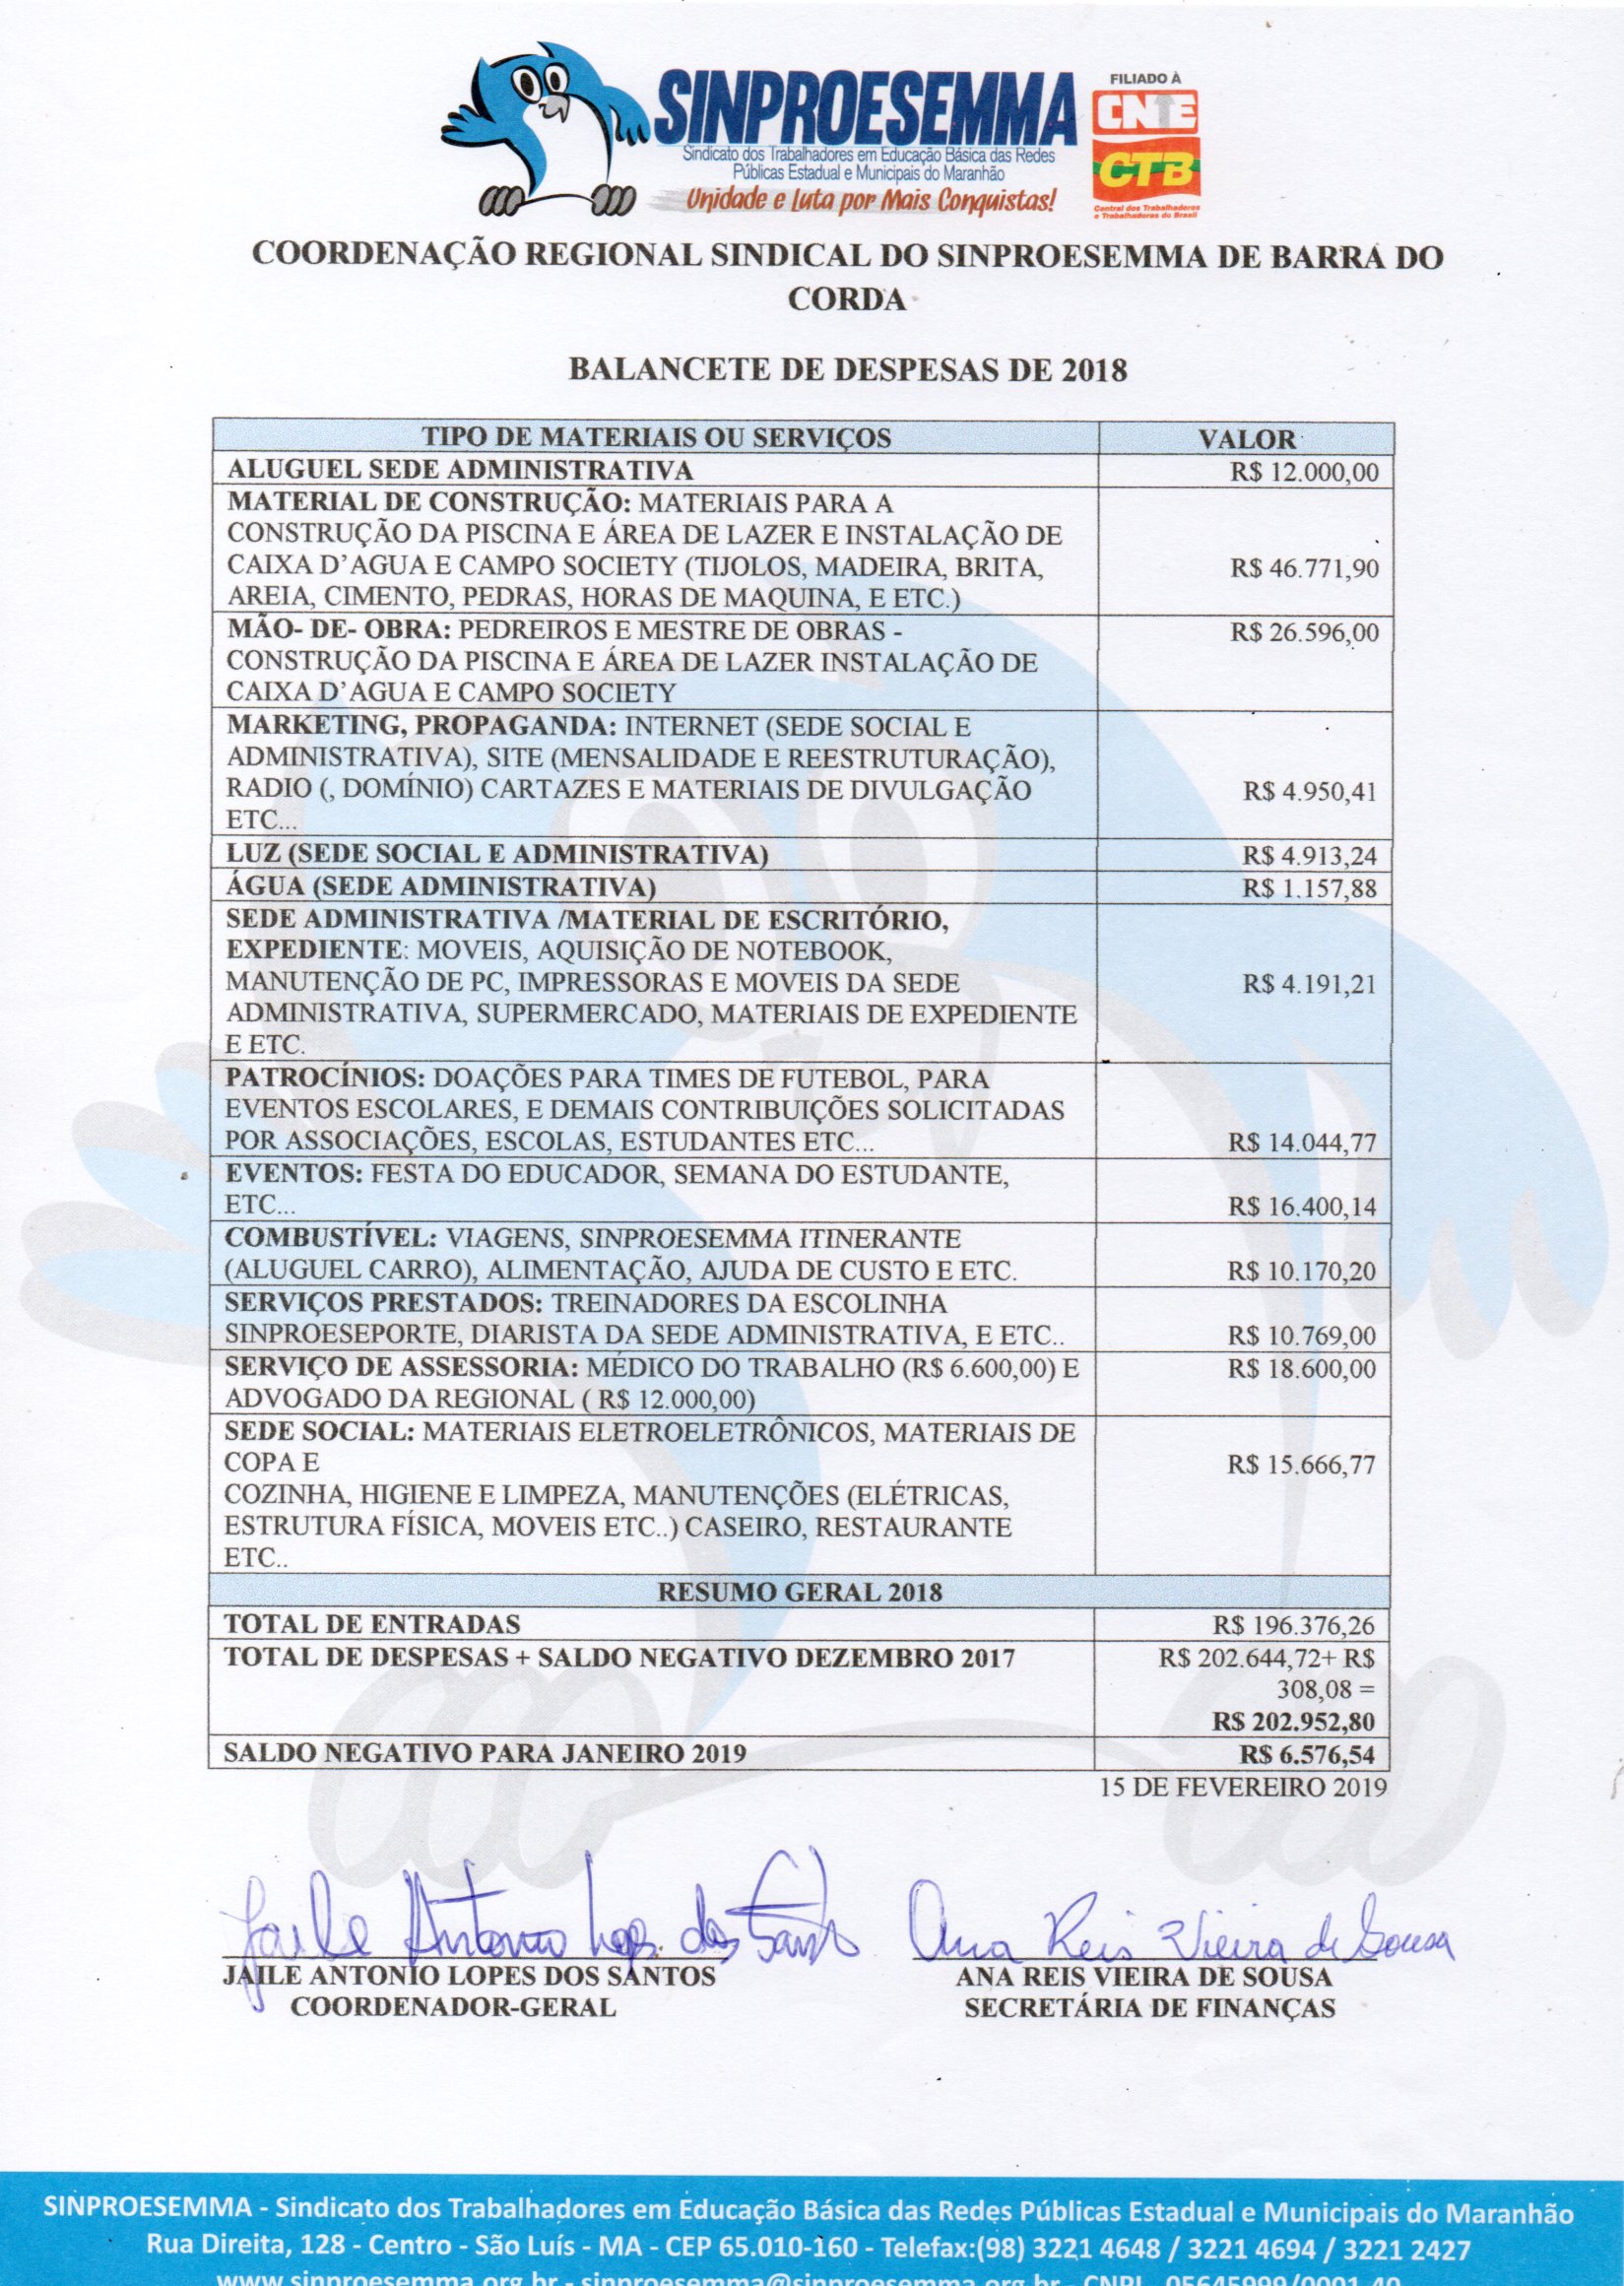 SINPROESEMMA
Sindicato dos Trabalhadores em Educação Básica das Redes
Públicas Estadual e Municipais do Maranhão
Unidade e Luta por Mais Conquistas!
FILIADO À
CNTE
CTB
Central dos Trabalhadores
e Trabalhadoras do Brasil
COORDENAÇÃO REGIONAL SINDICAL DO SINPROESEMMA DE BARRA DO
CORDA
BALANCETE DE DESPESAS DE 2018
TIPO DE MATERIAIS OU SERVIÇOS VALOR
ALUGUEL SEDE ADMINISTRATIVA R$ 12.000,00
MATERIAL DE CONSTRUÇÃO: MATERIAIS PARA A
CONSTRUÇÃO DA PISCINA E ÁREA DE LAZER E INSTALAÇÃO DE
CAIXA D'AGUA E CAMPO SOCIETY (TIJOLOS, MADEIRA, BRITA, R$ 46.771,90
AREIA, CIMENTO, PEDRAS, HORAS DE MAQUINA, E ETC.)
MÃO- DE- OBRA: PEDREIROS E MESTRE DE OBRAS - R$ 26.596,00
CONSTRUÇÃO DA PISCINA E ÁREA DE LAZER INSTALAÇÃO DE
CAIXA D'AGUA E CAMPO SOCIETY
MARKETING, PROPAGANDA: INTERNET (SEDE SOCIAL E
ADMINISTRATIVA), SITE (MENSALIDADE E REESTRUTURAÇÃO),
RADIO (, DOMÍNIO) CARTAZES E MATERIAIS DE DIVULGAÇÃO R$ 4.950,41
ETC...
LUZ (SEDE SOCIAL E ADMINISTRATIVA) R$ 4.913,24
ÁGUA (SEDE ADMINISTRATIVA) R$ 1.157,88
SEDE ADMINISTRATIVA /MATERIAL DE ESCRITÓRIO,
EXPEDIENTE: MOVEIS, AQUISIÇÃO DE NOTEBOOK,
MANUTENÇÃO DE PC, IMPRESSORAS E MOVEIS DA SEDE R$ 4.191,21
ADMINISTRATIVA, SUPERMERCADO, MATERIAIS DE EXPEDIENTE
E ETC.
PATROCÍNIOS: DOAÇÕES PARA TIMES DE FUTEBOL, PARA
EVENTOS ESCOLARES, E DEMAIS CONTRIBUIÇÕES SOLICITADAS
POR ASSOCIAÇÕES, ESCOLAS, ESTUDANTES ETC... R$ 14.044,77
EVENTOS: FESTA DO EDUCADOR, SEMANA DO ESTUDANTE,
ETC... R$ 16.400,14
COMBUSTÍVEL: VIAGENS, SINPROESEMMA ITINERANTE
(ALUGUEL CARRO), ALIMENTAÇÃO, AJUDA DE CUSTO E ETC. R$ 10.170,20
SERVIÇOS PRESTADOS: TREINADORES DA ESCOLINHA
SINPROESEPORTE, DIARISTA DA SEDE ADMINISTRATIVA, E ETC.. R$ 10.769,00
SERVIÇO DE ASSESSORIA: MÉDICO DO TRABALHO (R$ 6.600,00) E R$ 18.600,00
ADVOGADO DA REGIONAL ( R$ 12.000,00)
SEDE SOCIAL: MATERIAIS ELETROELETRÔNICOS, MATERIAIS DE
COPA E R$ 15.666,77
COZINHA, HIGIENE E LIMPEZA, MANUTENÇÕES (ELÉTRICAS,
ESTRUTURA FÍSICA, MOVEIS ETC..) CASEIRO, RESTAURANTE
ETC..
RESUMO GERAL 2018
TOTAL DE ENTRADAS R$ 196.376,26
TOTAL DE DESPESAS + SALDO NEGATIVO DEZEMBRO 2017 R$ 202.644,72+ R$
308,08 =
R$ 202.952,80
SALDO NEGATIVO PARA JANEIRO 2019 R$ 6.576,54
15 DE FEVEREIRO 2019
Jaile Antonio Lopes dos Santos Ana Reis Vieira de Sousa
JAILE ANTONIO LOPES DOS SANTOS ANA REIS VIEIRA DE SOUSA
COORDENADOR-GERAL SECRETÁRIA DE FINANÇAS
SINPROESEMMA - Sindicato dos Trabalhadores em Educação Básica das Redes Públicas Estadual e Municipais do Maranhão
Rua Direita, 128 - Centro - São Luís - MA - CEP 65.010-160 - Telefax:(98) 3221 4648 / 3221 4694 / 3221 2427
www.sinproesemma.org.br - sinproesemma@sinproesemma.org.br - CNPJ 05645999/0001-40